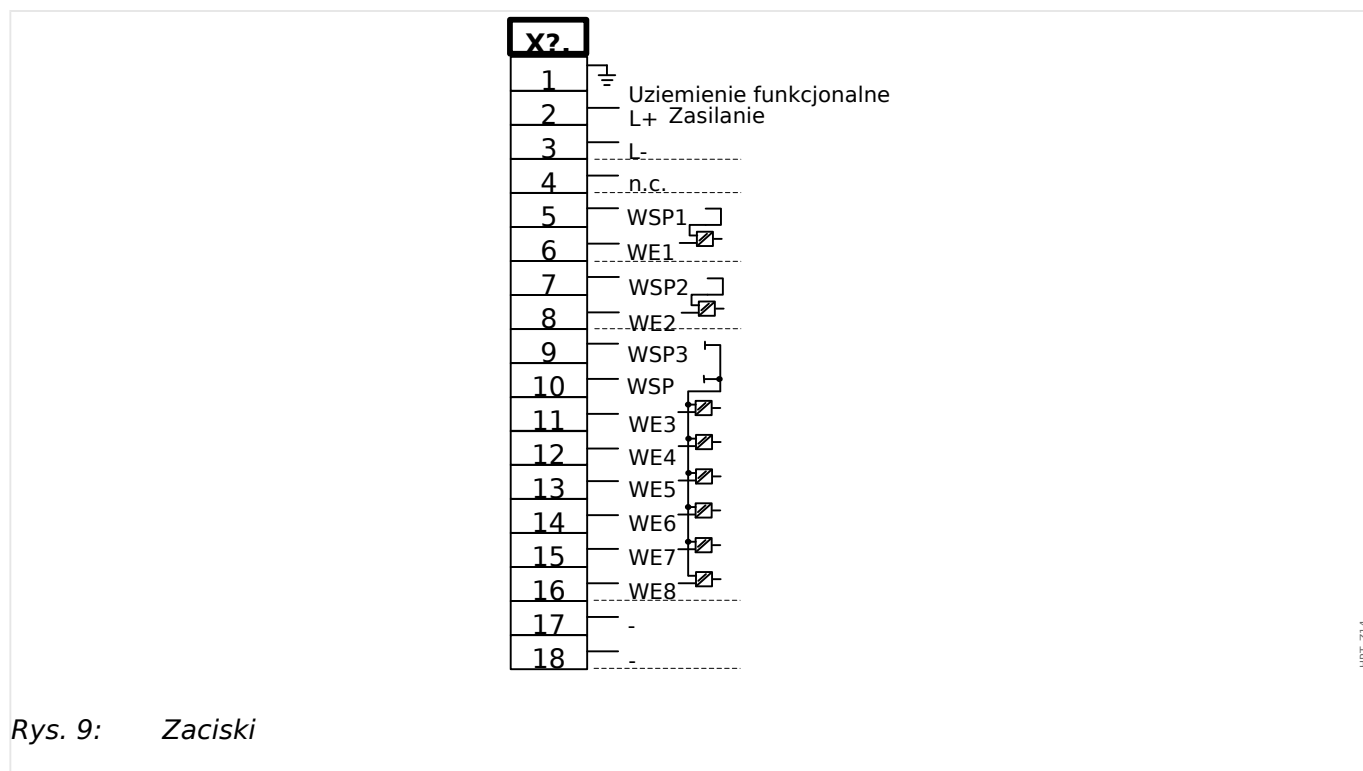 X?.
1
Uziemienie funkcjonalne
2 L+ Zasilanie
3 L-
4 n.c.
5 WSP1
6 WE1
7 WSP2
8 WE2
9 WSP3
10 WSP
11 WE3
12 WE4
13 WE5
14 WE6
15 WE7
16 WE8
17 -
18 -
Rys. 9: Zaciski